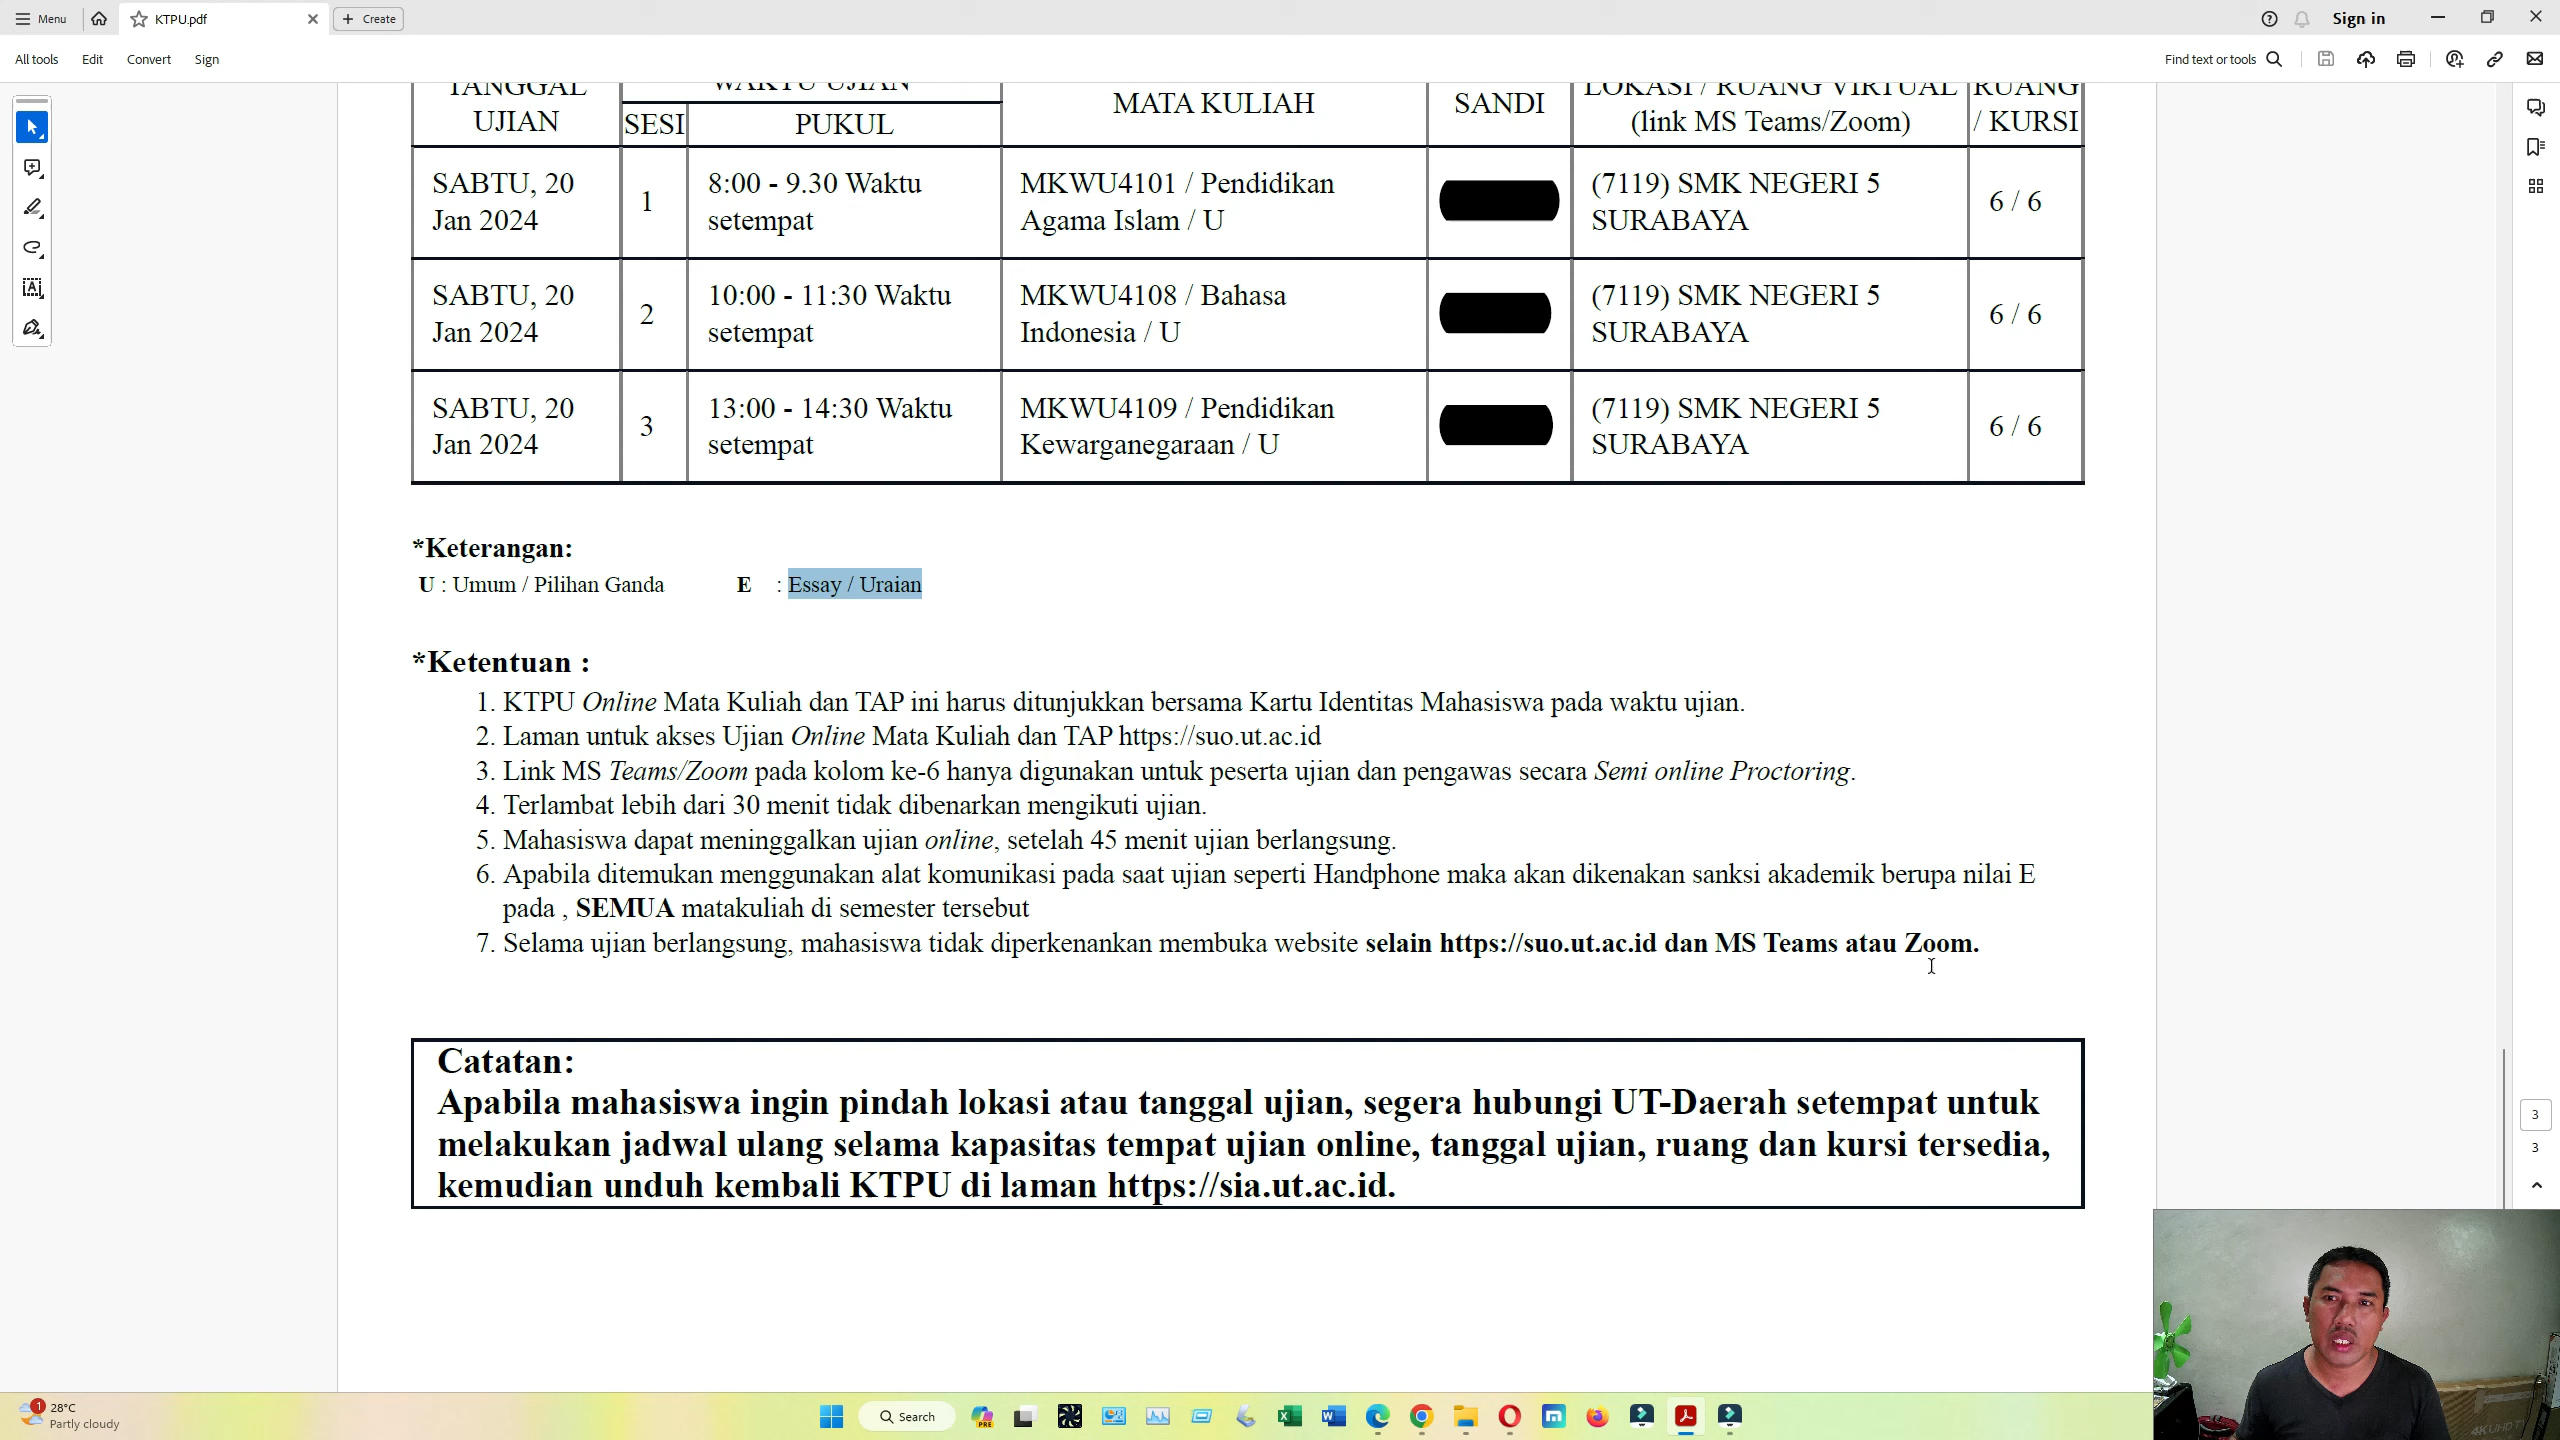 Menu
KTPU.pdf
Create
Sign in
All tools Edit Convert Sign
Find text or tools
TANGGAL UJIAN
WAKTU UJIAN
SESI
PUKUL
MATA KULIAH
SANDI
LOKASI / RUANG VIRTUAL
(link MS Teams/Zoom)
RUANG
/ KURSI
SABTU, 20
Jan 2024
1
8:00 - 9.30 Waktu
setempat
MKWU4101 / Pendidikan
Agama Islam / U
(7119) SMK NEGERI 5
SURABAYA
6 / 6
SABTU, 20
Jan 2024
2
10:00 - 11:30 Waktu
setempat
MKWU4108 / Bahasa
Indonesia / U
(7119) SMK NEGERI 5
SURABAYA
6 / 6
SABTU, 20
Jan 2024
3
13:00 - 14:30 Waktu
setempat
MKWU4109 / Pendidikan
Kewarganegaraan / U
(7119) SMK NEGERI 5
SURABAYA
6 / 6
*Keterangan:
U : Umum / Pilihan Ganda E : Essay / Uraian
*Ketentuan :
1. KTPU Online Mata Kuliah dan TAP ini harus ditunjukkan bersama Kartu Identitas Mahasiswa pada waktu ujian.
2. Laman untuk akses Ujian Online Mata Kuliah dan TAP https://suo.ut.ac.id
3. Link MS Teams/Zoom pada kolom ke-6 hanya digunakan untuk peserta ujian dan pengawas secara Semi online Proctoring.
4. Terlambat lebih dari 30 menit tidak dibenarkan mengikuti ujian.
5. Mahasiswa dapat meninggalkan ujian online, setelah 45 menit ujian berlangsung.
6. Apabila ditemukan menggunakan alat komunikasi pada saat ujian seperti Handphone maka akan dikenakan sanksi akademik berupa nilai E
pada , SEMUA matakuliah di semester tersebut
7. Selama ujian berlangsung, mahasiswa tidak diperkenankan membuka website selain https://suo.ut.ac.id dan MS Teams atau Zoom.
Catatan:
Apabila mahasiswa ingin pindah lokasi atau tanggal ujian, segera hubungi UT-Daerah setempat untuk
melakukan jadwal ulang selama kapasitas tempat ujian online, tanggal ujian, ruang dan kursi tersedia,
kemudian unduh kembali KTPU di laman https://sia.ut.ac.id.
3
3
1
28°C
Partly cloudy
Search
PRE